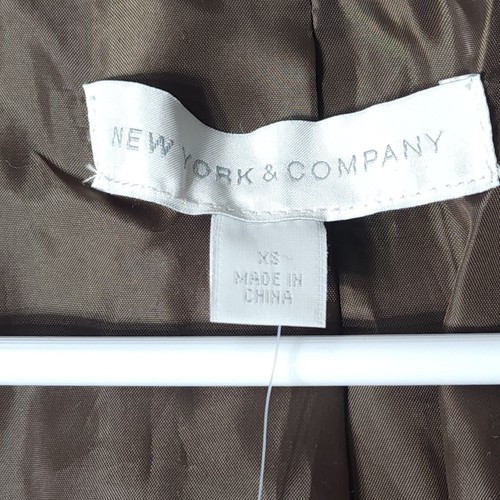 NEW YORK & COMPANY
XS
MADE IN
CHINA